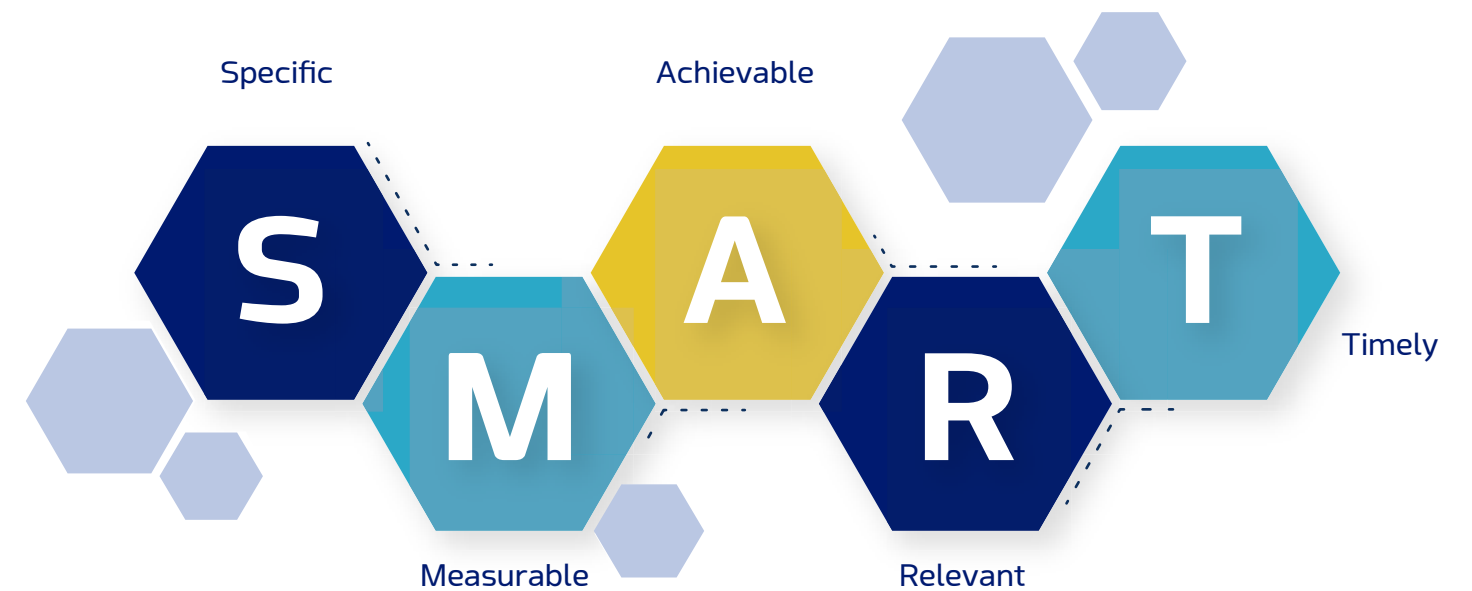 Specific
Achievable
S
M
A
R
T
Timely
Measurable
Relevant